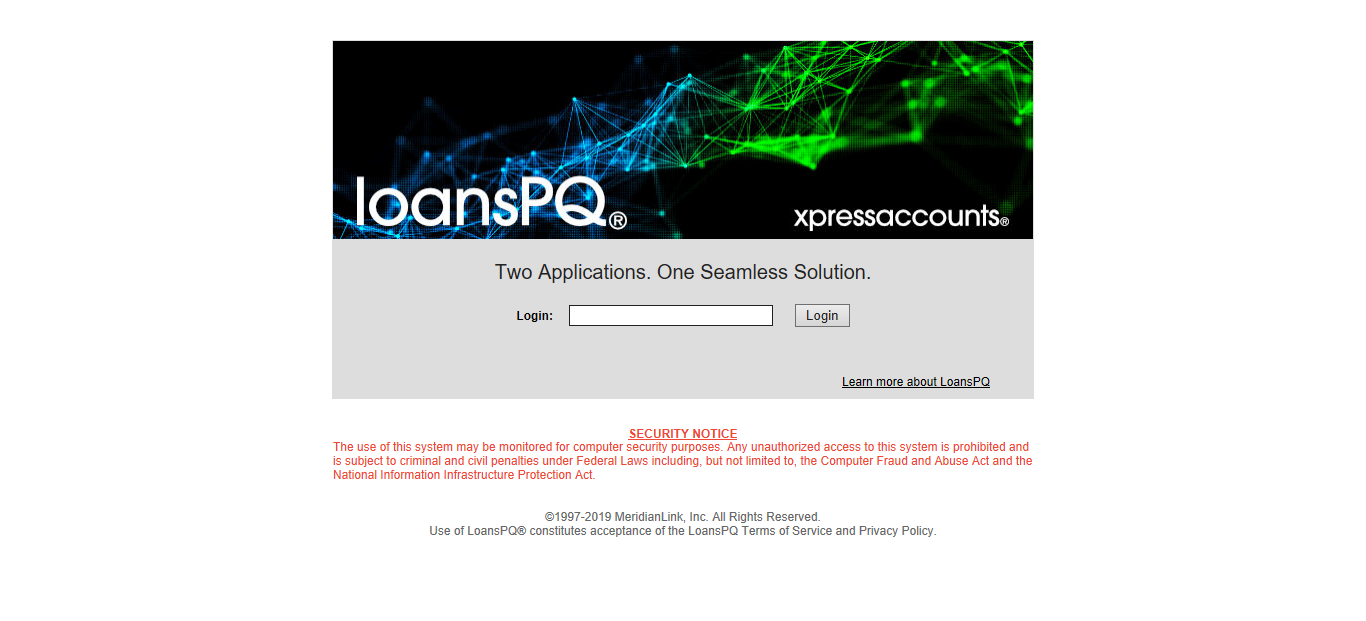 loansPQ®
xpressaccounts®
Two Applications. One Seamless Solution.
Login:
Login
Learn more about LoansPQ
SECURITY NOTICE
The use of this system may be monitored for computer security purposes. Any unauthorized access to this system is prohibited and
is subject to criminal and civil penalties under Federal Laws including, but not limited to, the Computer Fraud and Abuse Act and the
National Information Infrastructure Protection Act.
©1997-2019 MeridianLink, Inc. All Rights Reserved.
Use of LoansPQ® constitutes acceptance of the LoansPQ Terms of Service and Privacy Policy.